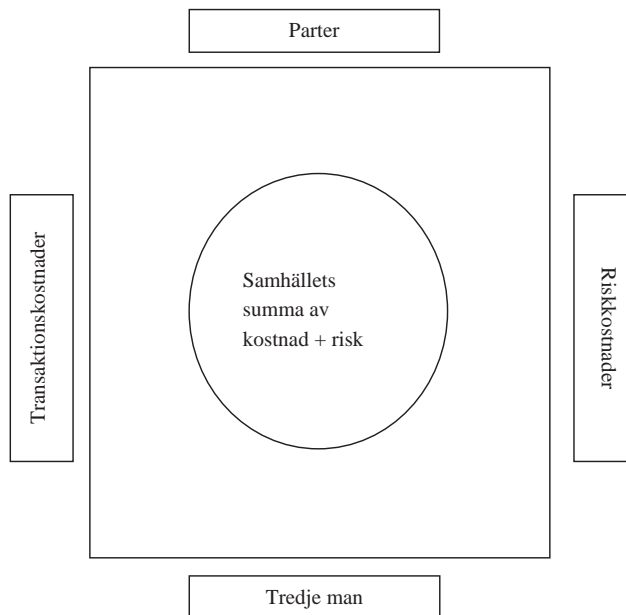 Parter
Transaktionskostnader
Samhällets
summa av
kostnad + risk
Riskkostnader
Tredje man